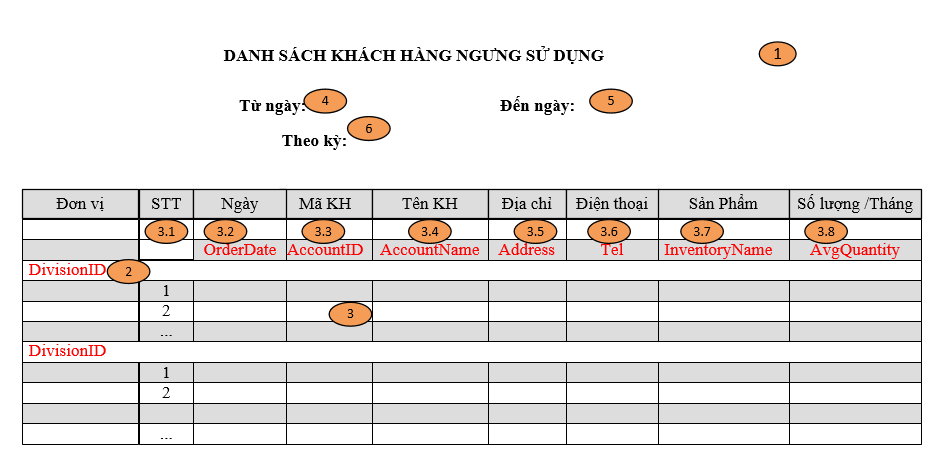 DANH SÁCH KHÁCH HÀNG NGƯNG SỬ DỤNG 1
Từ ngày: 4 Đến ngày: 5
Theo kỳ: 6
Đơn vị STT Ngày Mã KH Tên KH Địa chỉ Điện thoại Sản Phẩm Số lượng /Tháng
3.1 3.2 3.3 3.4 3.5 3.6 3.7 3.8
OrderDate AccountID AccountName Address Tel InventoryName AvgQuantity
DivisionID 2
1
2 3
...
DivisionID
1
2
...